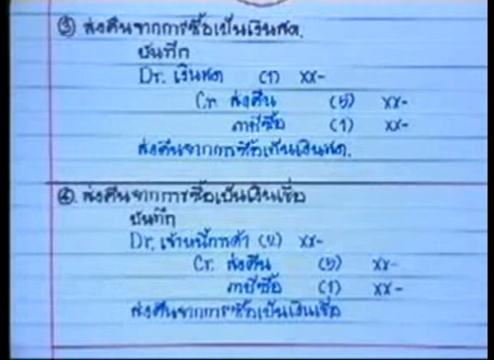 ③ ส่งคืนจากการซื้อเป็นเงินสด.
บันทึก
Dr. เงินสด (1) xx-
Cr. ส่งคืน (5) xx-
ภาษีซื้อ (1) xx-
ส่งคืนจากการซื้อเป็นเงินสด.
④. ส่งคืนจากการซื้อเป็นเงินเชื่อ
บันทึก
Dr. เจ้าหนี้การค้า (2) xx-
Cr. ส่งคืน (5) xx-
ภาษีซื้อ (1) xx-
ส่งคืนจากการซื้อเป็นเงินเชื่อ